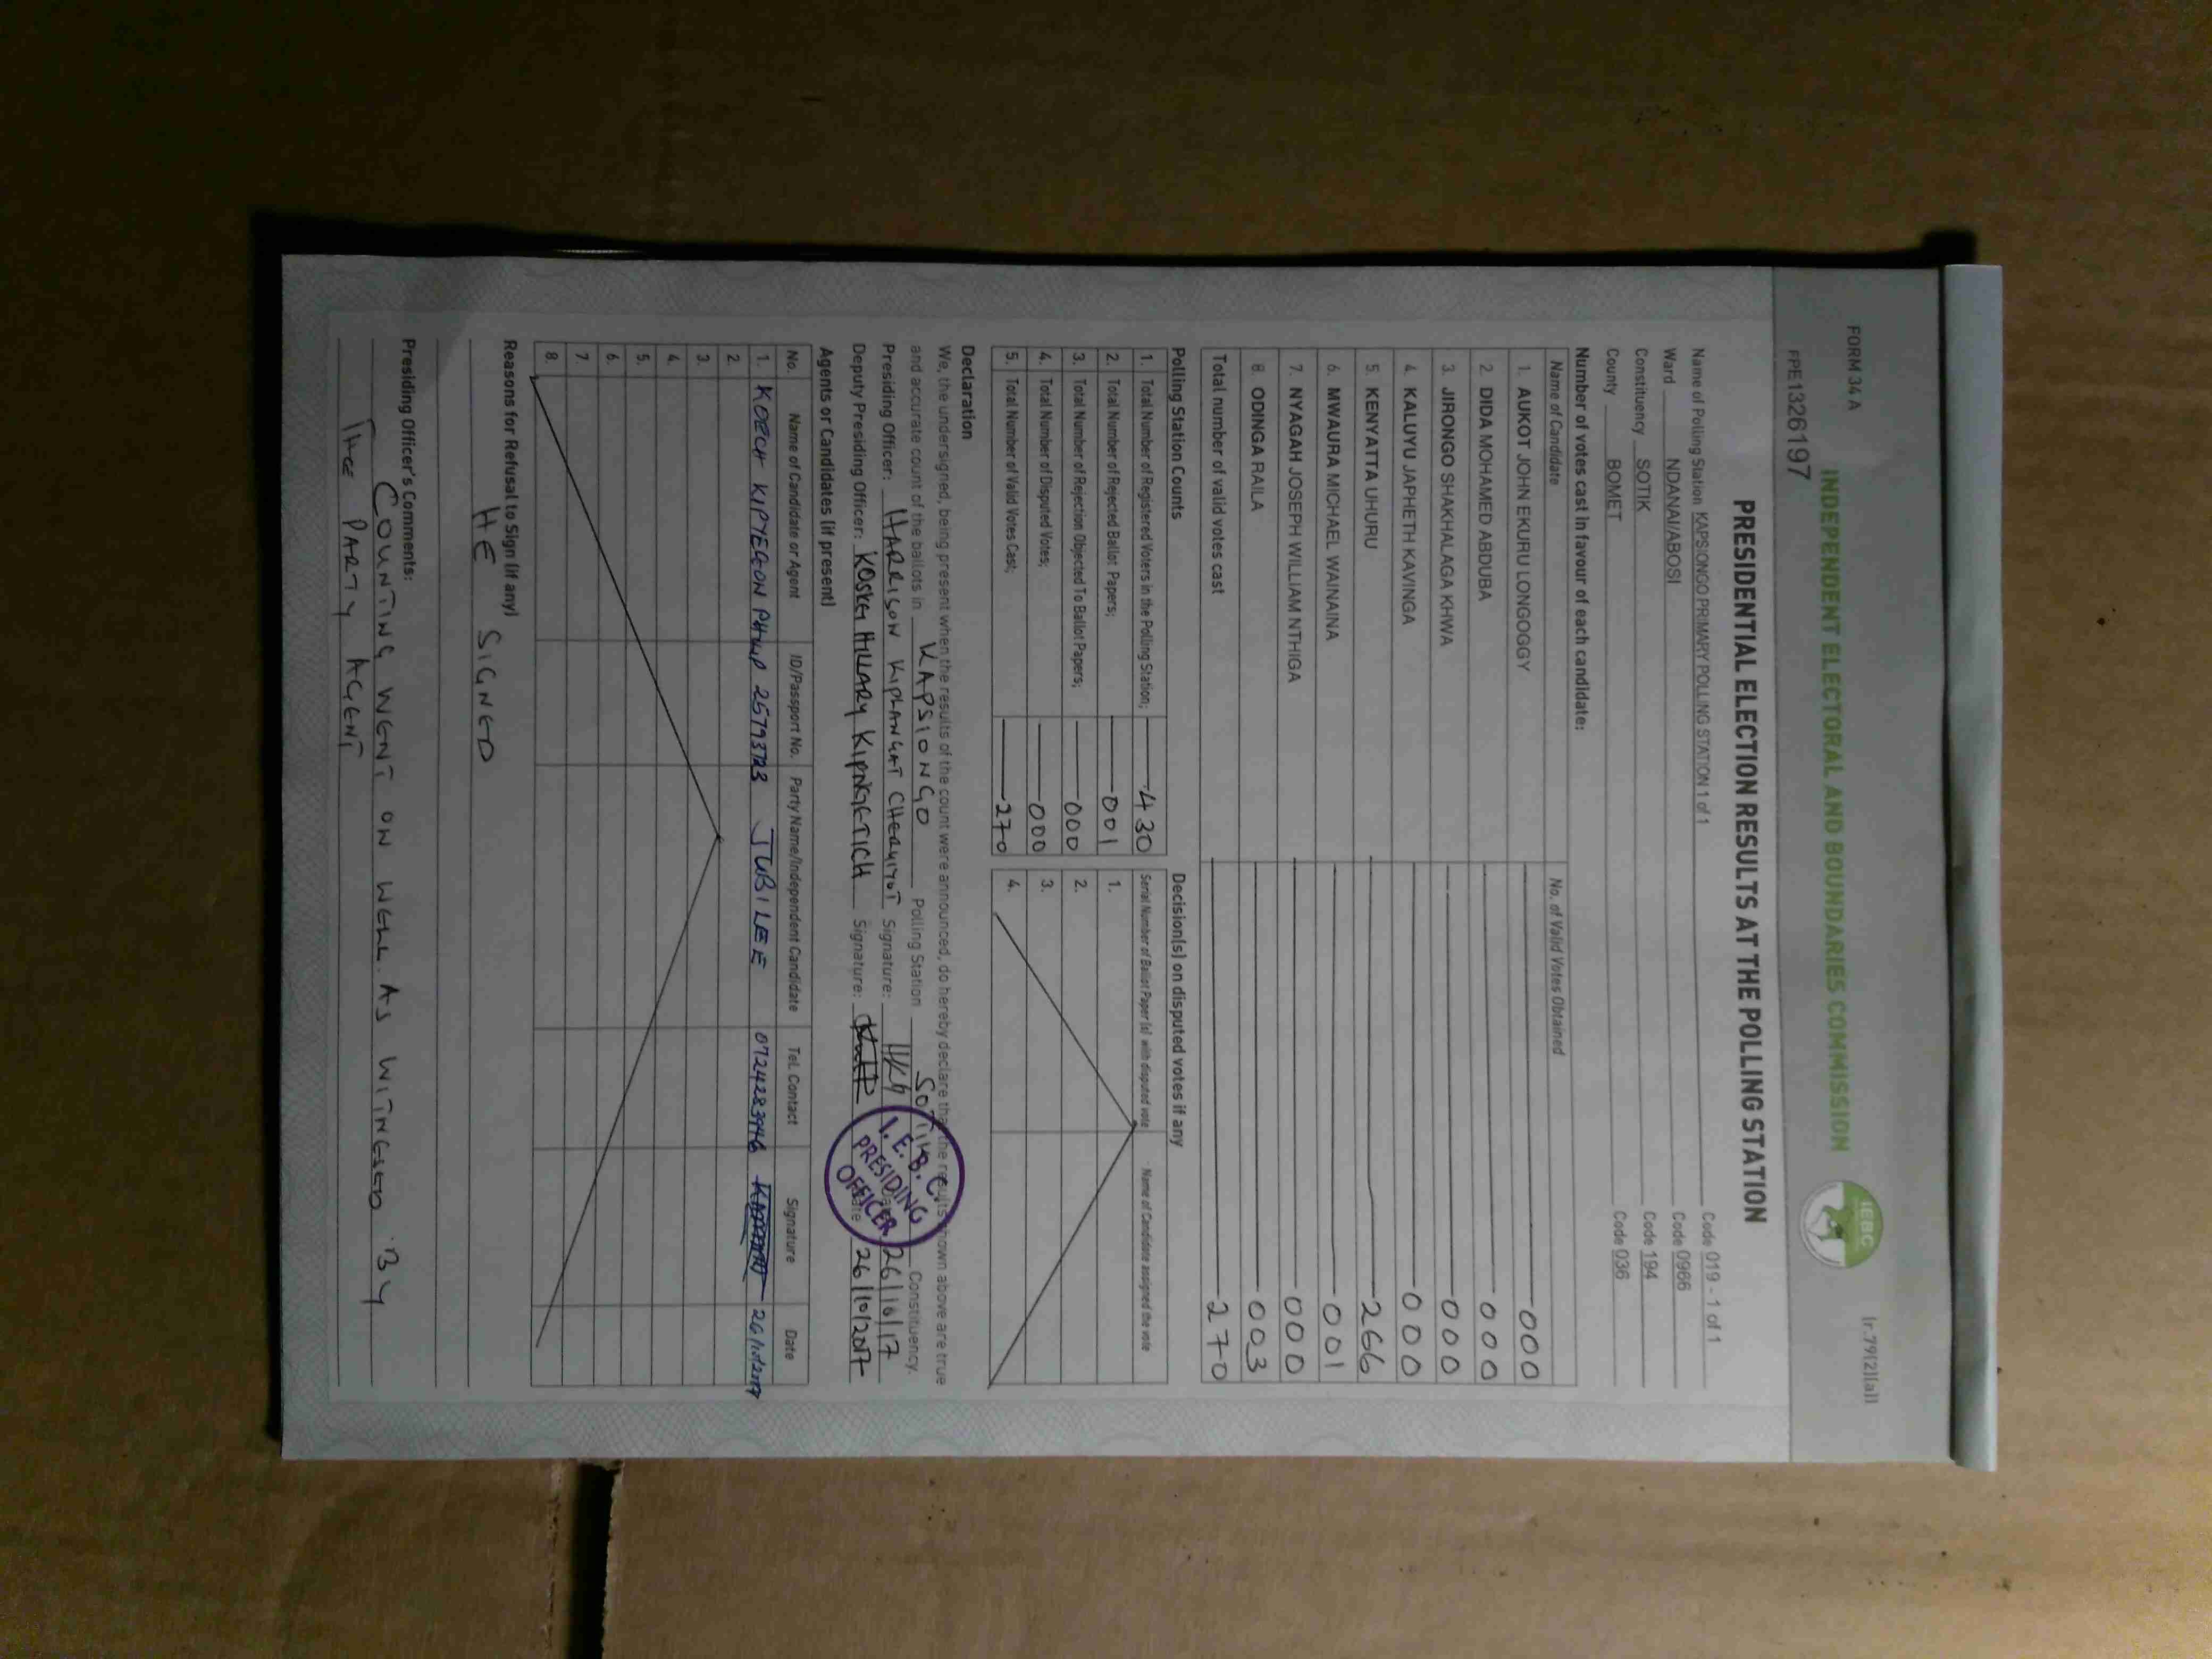 FORM 34 A
(r.79(2)(a))
INDEPENDENT ELECTORAL AND BOUNDARIES COMMISSION
IEBC
FPE1326197
PRESIDENTIAL ELECTION RESULTS AT THE POLLING STATION
Name of Polling Station KAPSIONGO PRIMARY POLLING STATION 1 of 1 Code 019 - 1 of 1
Ward NDANAI/ABOSI Code 0966
Constituency SOTIK Code 194
County BOMET Code 036
Number of votes cast in favour of each candidate:
Name of Candidate No. of Valid Votes Obtained
1. AUKOT JOHN EKURU LONGOGGY 000
2. DIDA MOHAMED ABDUBA 000
3. JIRONGO SHAKHALAGA KHWA 000
4. KALUYU JAPHETH KAVINGA 000
5. KENYATTA UHURU 266
6. MWAURA MICHAEL WAINAINA 001
7. NYAGAH JOSEPH WILLIAM NTHIGA 000
8. ODINGA RAILA 003
Total number of valid votes cast 270
Polling Station Counts
1. Total Number of Registered Voters in the Polling Station; 430
2. Total Number of Rejected Ballot Papers; 001
3. Total Number of Rejection Objected To Ballot Papers; 000
4. Total Number of Disputed Votes; 000
5. Total Number of Valid Votes Cast; 270
Decision(s) on disputed votes if any
Serial Number of Ballot Paper (s) with disputed vote Name of Candidate assigned the vote
1.
2.
3.
4.
Declaration
We, the undersigned, being present when the results of the count were announced, do hereby declare that the results shown above are true
and accurate count of the ballots in KAPSIONGO Polling Station SOTIK Constituency.
Presiding Officer: HARRISON KIPLANGAT CHERUIYOT Signature: Date 26/10/17
Deputy Presiding Officer: KOSKEI HILLARY KIPNGETICH Signature: Date 26/10/2017
I.E.B.C.
PRESIDING
OFFICER
Agents or Candidates (if present)
No. Name of Candidate or Agent ID/Passport No. Party Name/Independent Candidate Tel. Contact Signature Date
1. KOECH KIPYEGON PHILIP JUBILEE 26/10/2017
2.
3.
4.
5.
6.
7.
8.
Reasons for Refusal to Sign (if any)
HE SIGNED
Presiding Officer's Comments:
COUNTING WENT ON WELL. AS WITNESSED BY
THE PARTY AGENT